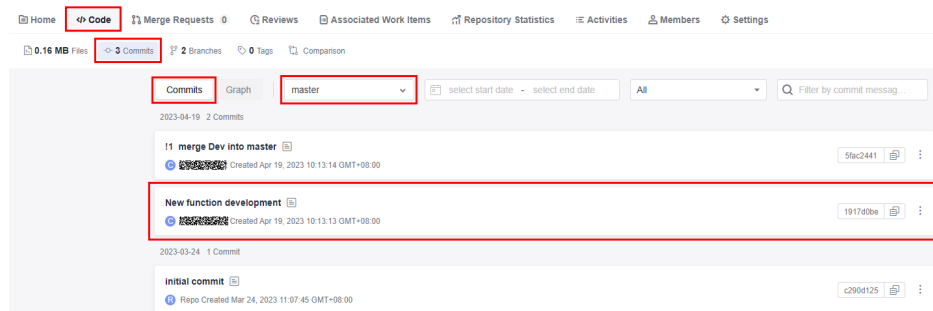 Home Code Merge Requests 0 Reviews Associated Work Items Repository Statistics Activities Members Settings
0.16 MB Files 3 Commits 2 Branches 0 Tags Comparison
Commits Graph master select start date - select end date All Filter by commit messag...
2023-04-19 2 Commits
!1 merge Dev into master
C Created Apr 19, 2023 10:13:14 GMT+08:00
5fac2441
New function development
C Created Apr 19, 2023 10:13:13 GMT+08:00
1917d0be
2023-03-24 1 Commit
initial commit
R Repo Created Mar 24, 2023 11:07:45 GMT+08:00
c290d125